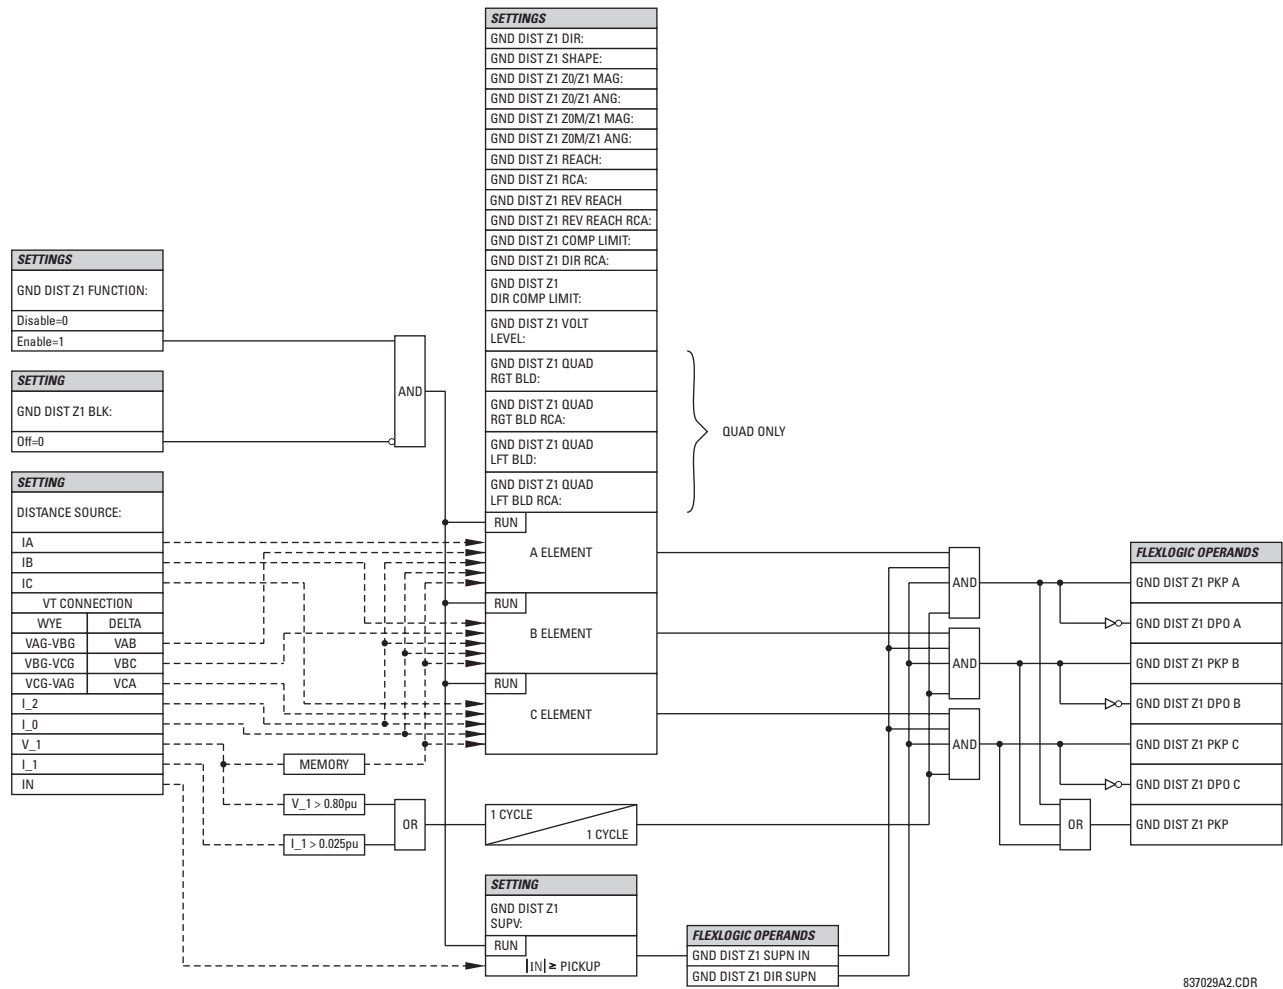 SETTINGS
GND DIST Z1 DIR:
GND DIST Z1 SHAPE:
GND DIST Z1 Z0/Z1 MAG:
GND DIST Z1 Z0/Z1 ANG:
GND DIST Z1 Z0M/Z1 MAG:
GND DIST Z1 Z0M/Z1 ANG:
GND DIST Z1 REACH:
GND DIST Z1 RCA:
GND DIST Z1 REV REACH
GND DIST Z1 REV REACH RCA:
GND DIST Z1 COMP LIMIT:
GND DIST Z1 DIR RCA:
GND DIST Z1
DIR COMP LIMIT:
GND DIST Z1 VOLT
LEVEL:
GND DIST Z1 QUAD
RGT BLD:
GND DIST Z1 QUAD
RGT BLD RCA:
GND DIST Z1 QUAD
LFT BLD:
GND DIST Z1 QUAD
LFT BLD RCA:
QUAD ONLY
RUN
A ELEMENT
RUN
B ELEMENT
RUN
C ELEMENT
SETTINGS
GND DIST Z1 FUNCTION:
Disable=0
Enable=1
SETTING
GND DIST Z1 BLK:
Off=0
AND
SETTING
DISTANCE SOURCE:
IA
IB
IC
VT CONNECTION
WYE DELTA
VAG-VBG VAB
VBG-VCG VBC
VCG-VAG VCA
I_2
I_0
V_1
I_1
IN
MEMORY
V_1 > 0.80pu
I_1 > 0.025pu
OR
1 CYCLE
1 CYCLE
SETTING
GND DIST Z1
SUPV:
RUN
|IN| ≥ PICKUP
FLEXLOGIC OPERANDS
GND DIST Z1 SUPN IN
GND DIST Z1 DIR SUPN
AND
AND
AND
OR
FLEXLOGIC OPERANDS
GND DIST Z1 PKP A
GND DIST Z1 DPO A
GND DIST Z1 PKP B
GND DIST Z1 DPO B
GND DIST Z1 PKP C
GND DIST Z1 DPO C
GND DIST Z1 PKP
837029A2.CDR